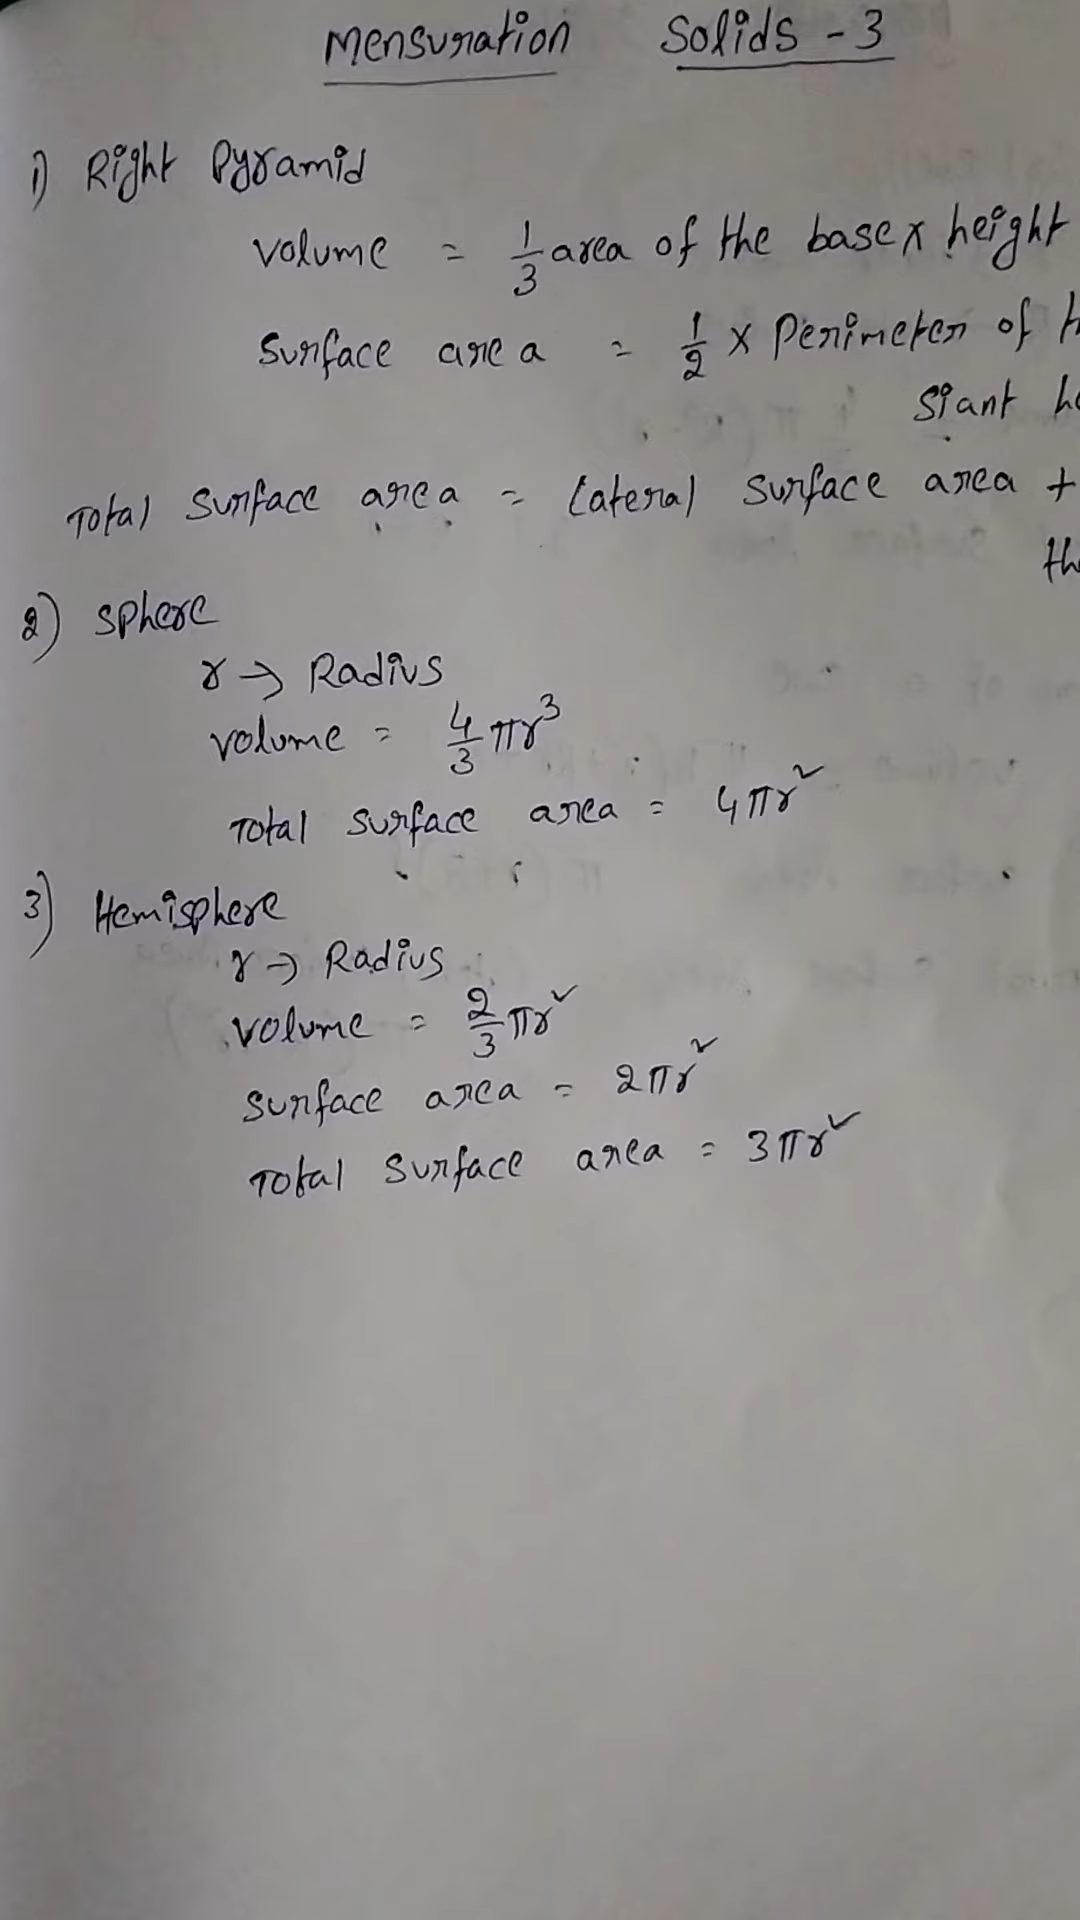 Mensuration Solids - 3
1) Right Pyramid
volume = 1/3 area of the base x height
Surface area = 1/2 x Perimeter of
Slant
Total Surface area = Lateral Surface area +
2) Sphere
r → Radius
volume = 4/3 πr³
Total surface area = 4πr²
3) Hemisphere
r → Radius
volume = 2/3 πr²
Surface area = 2πr²
Total Surface area = 3πr²